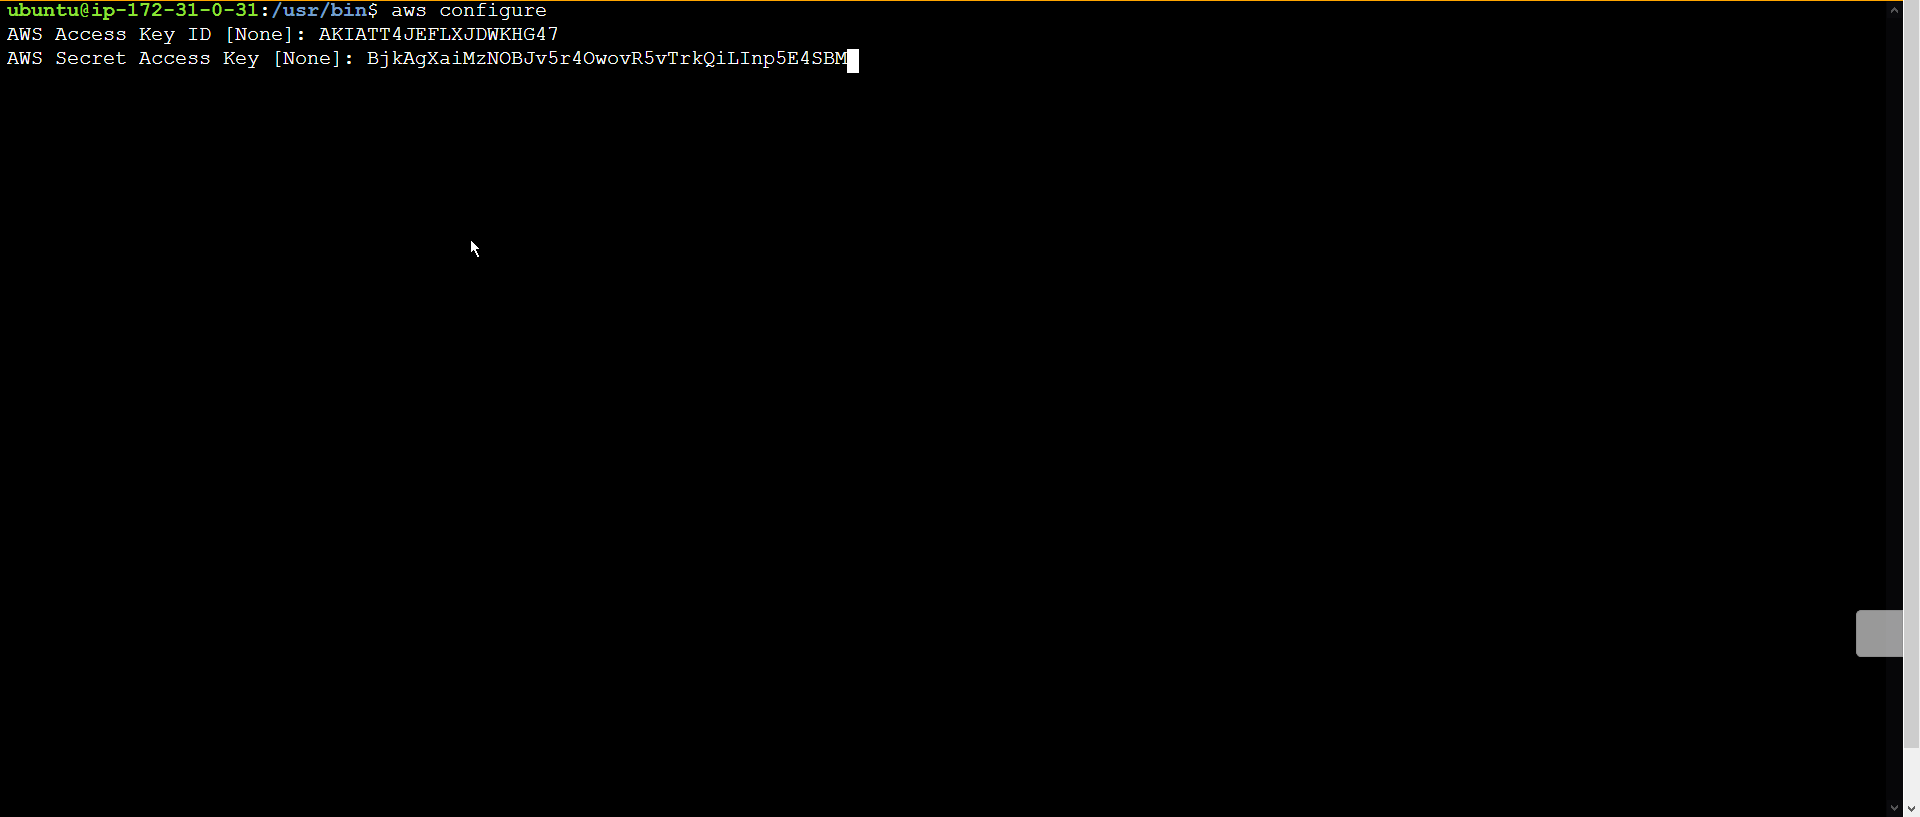 ubuntu@ip-172-31-0-31:/usr/bin$ aws configure
AWS Access Key ID [None]: AKIATT4JEFLXJDWKHG47
AWS Secret Access Key [None]: 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